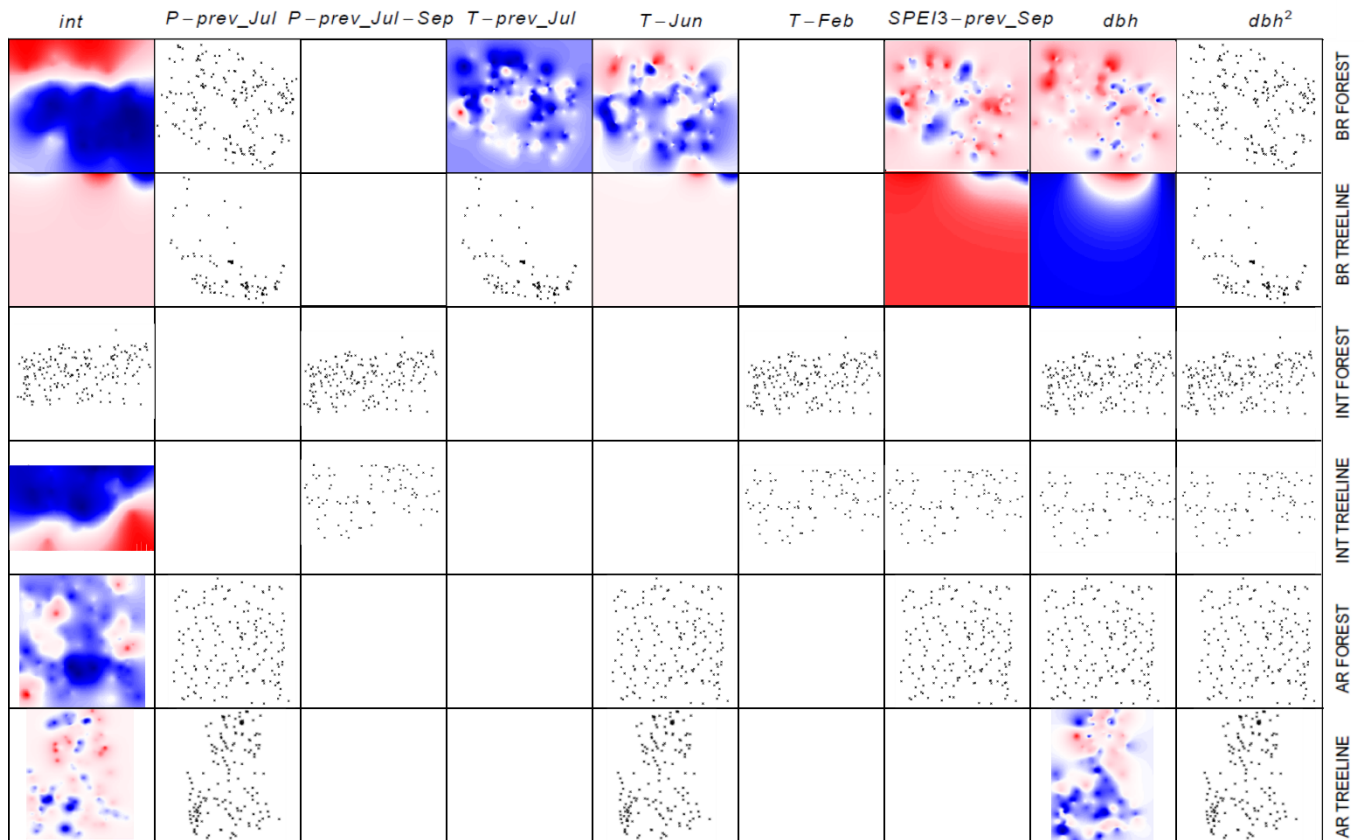 int P-prev_Jul P-prev_Jul-Sep T-prev_Jul T-Jun T-Feb SPEI3-prev_Sep dbh dbh²
BR FOREST
BR TREELINE
INT FOREST
INT TREELINE
AR FOREST
AR TREELINE